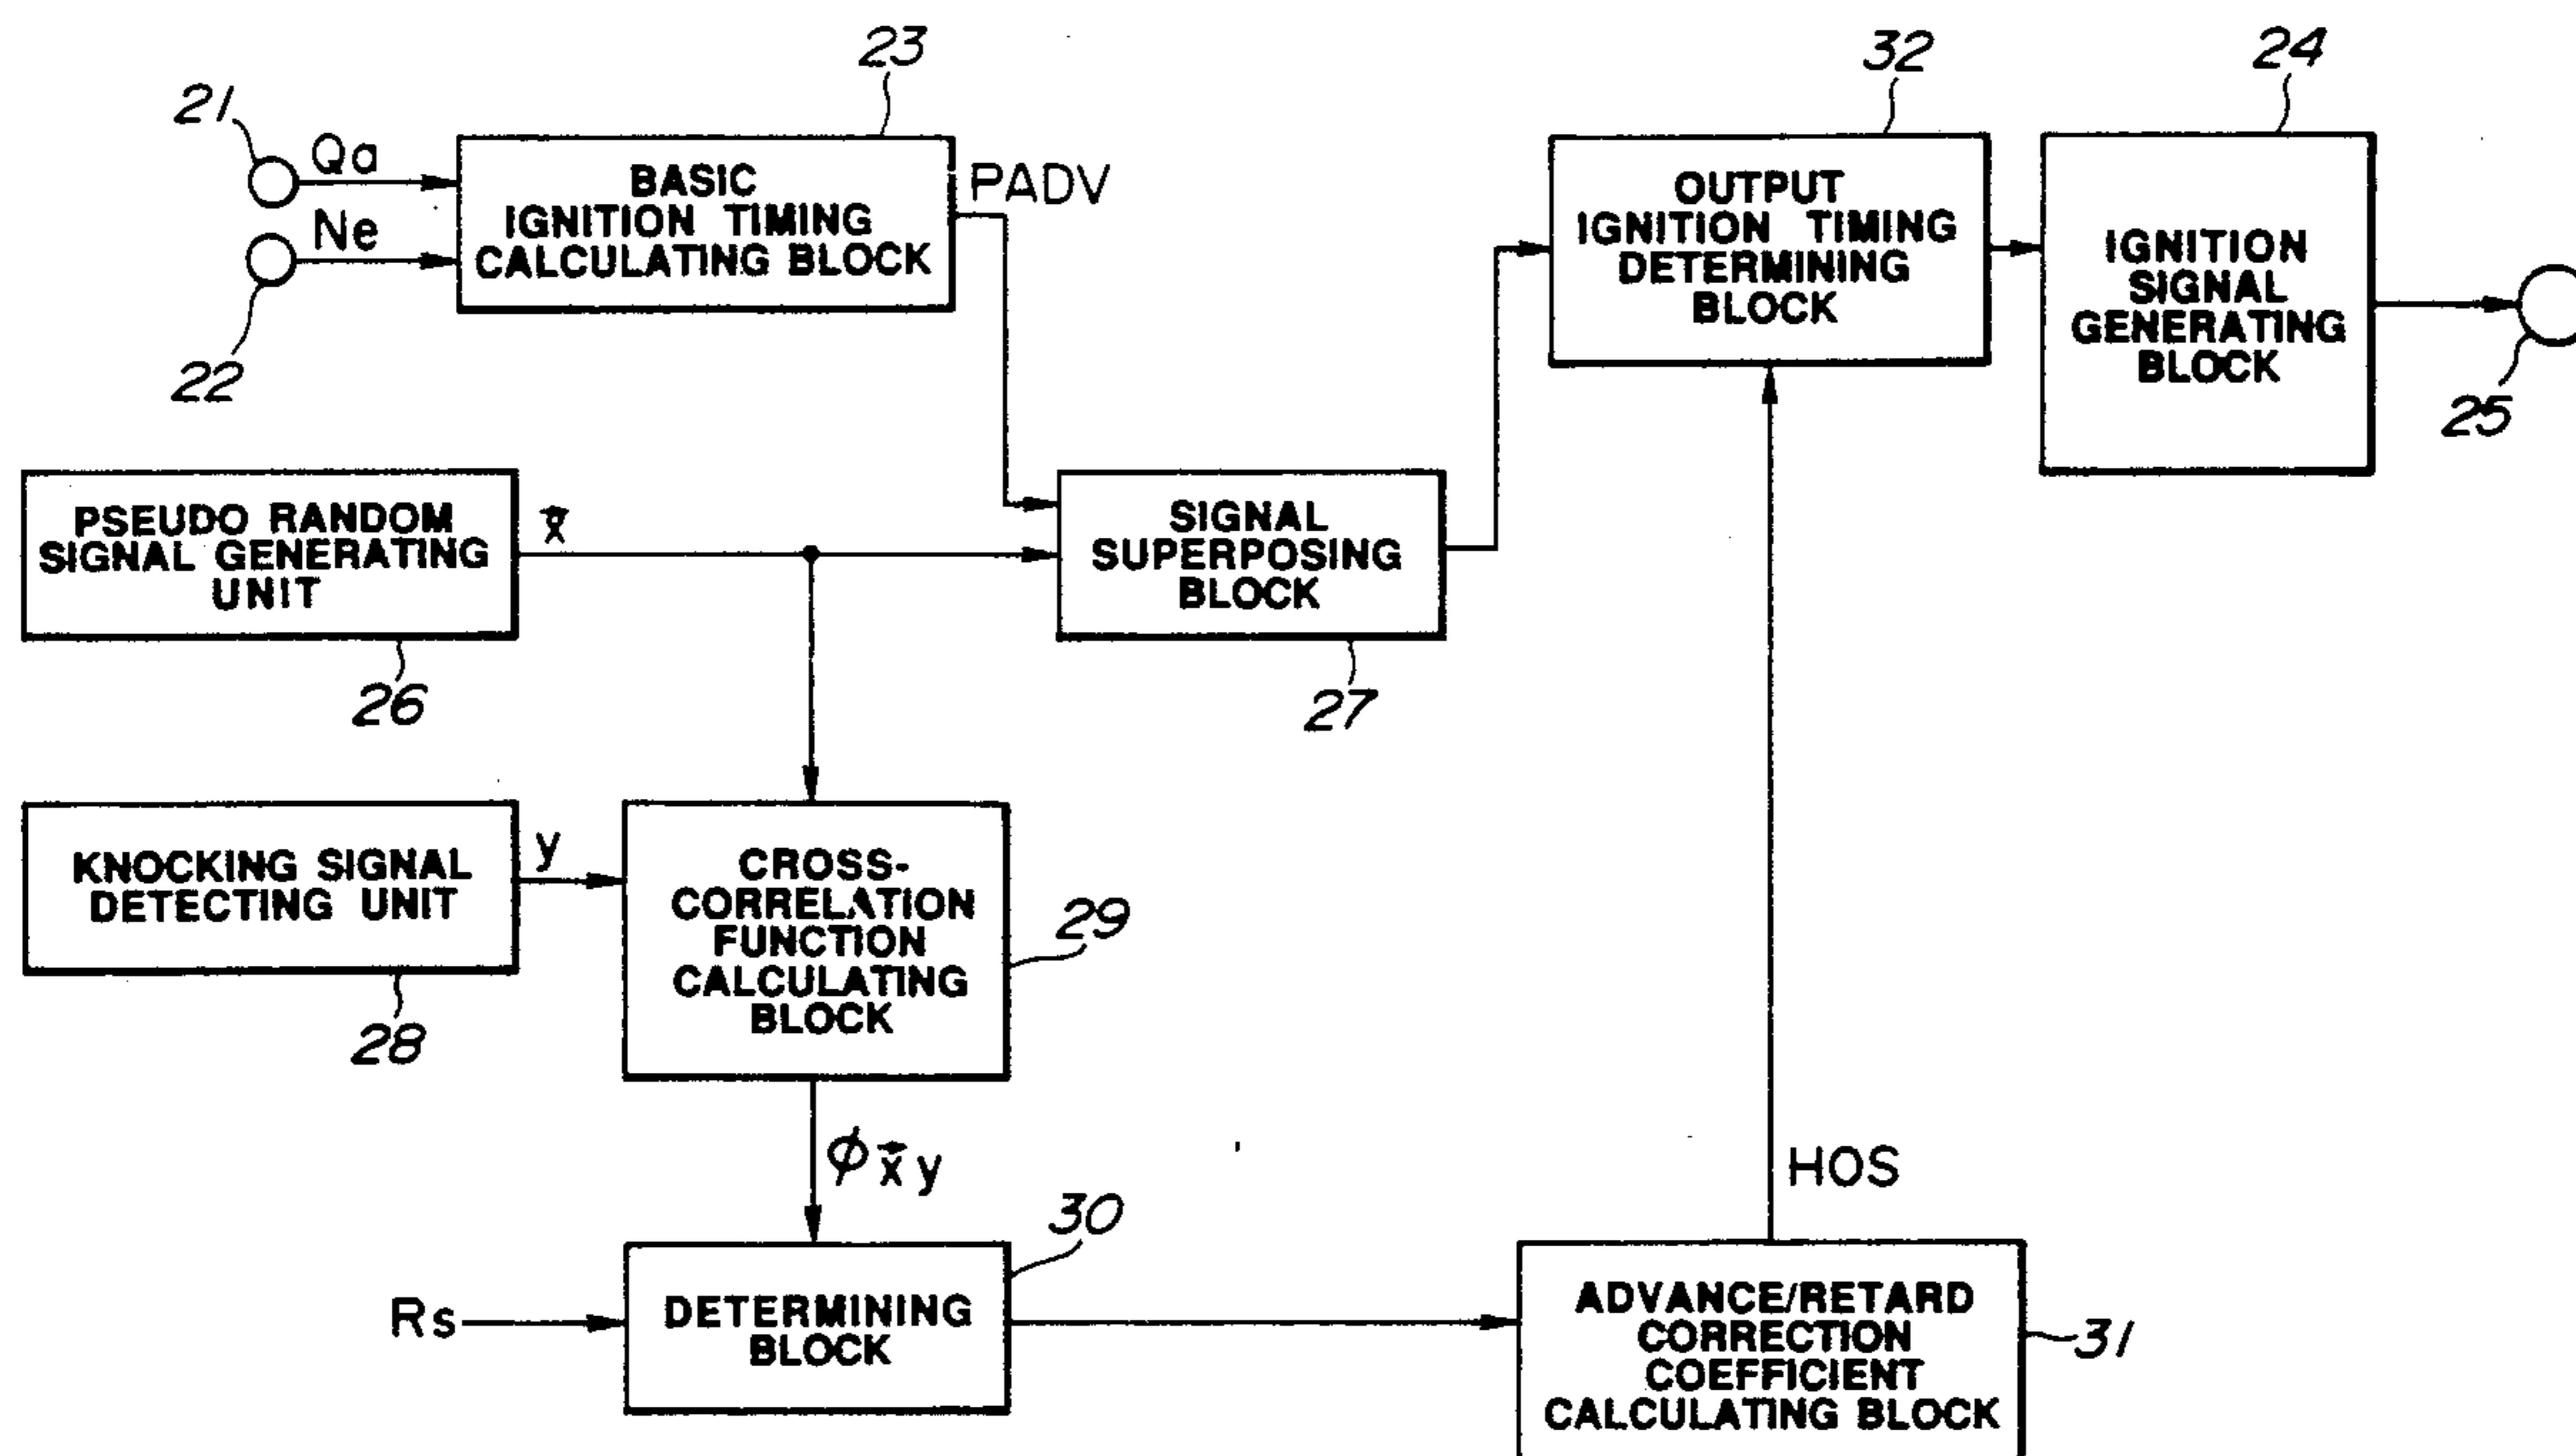 23
32
24
21
Qa
BASIC
IGNITION TIMING
CALCULATING BLOCK
PADV
Ne
22
OUTPUT
IGNITION TIMING
DETERMINING
BLOCK
IGNITION
SIGNAL
GENERATING
BLOCK
25
PSEUDO RANDOM
SIGNAL GENERATING
UNIT
x⃗
SIGNAL
SUPERPOSING
BLOCK
26
27
KNOCKING SIGNAL
DETECTING UNIT
y
CROSS-
CORRELATION
FUNCTION
CALCULATING
BLOCK
29
28
ϕx⃗y
HOS
30
Rs
DETERMINING
BLOCK
ADVANCE/RETARD
CORRECTION
COEFFICIENT
CALCULATING BLOCK
31